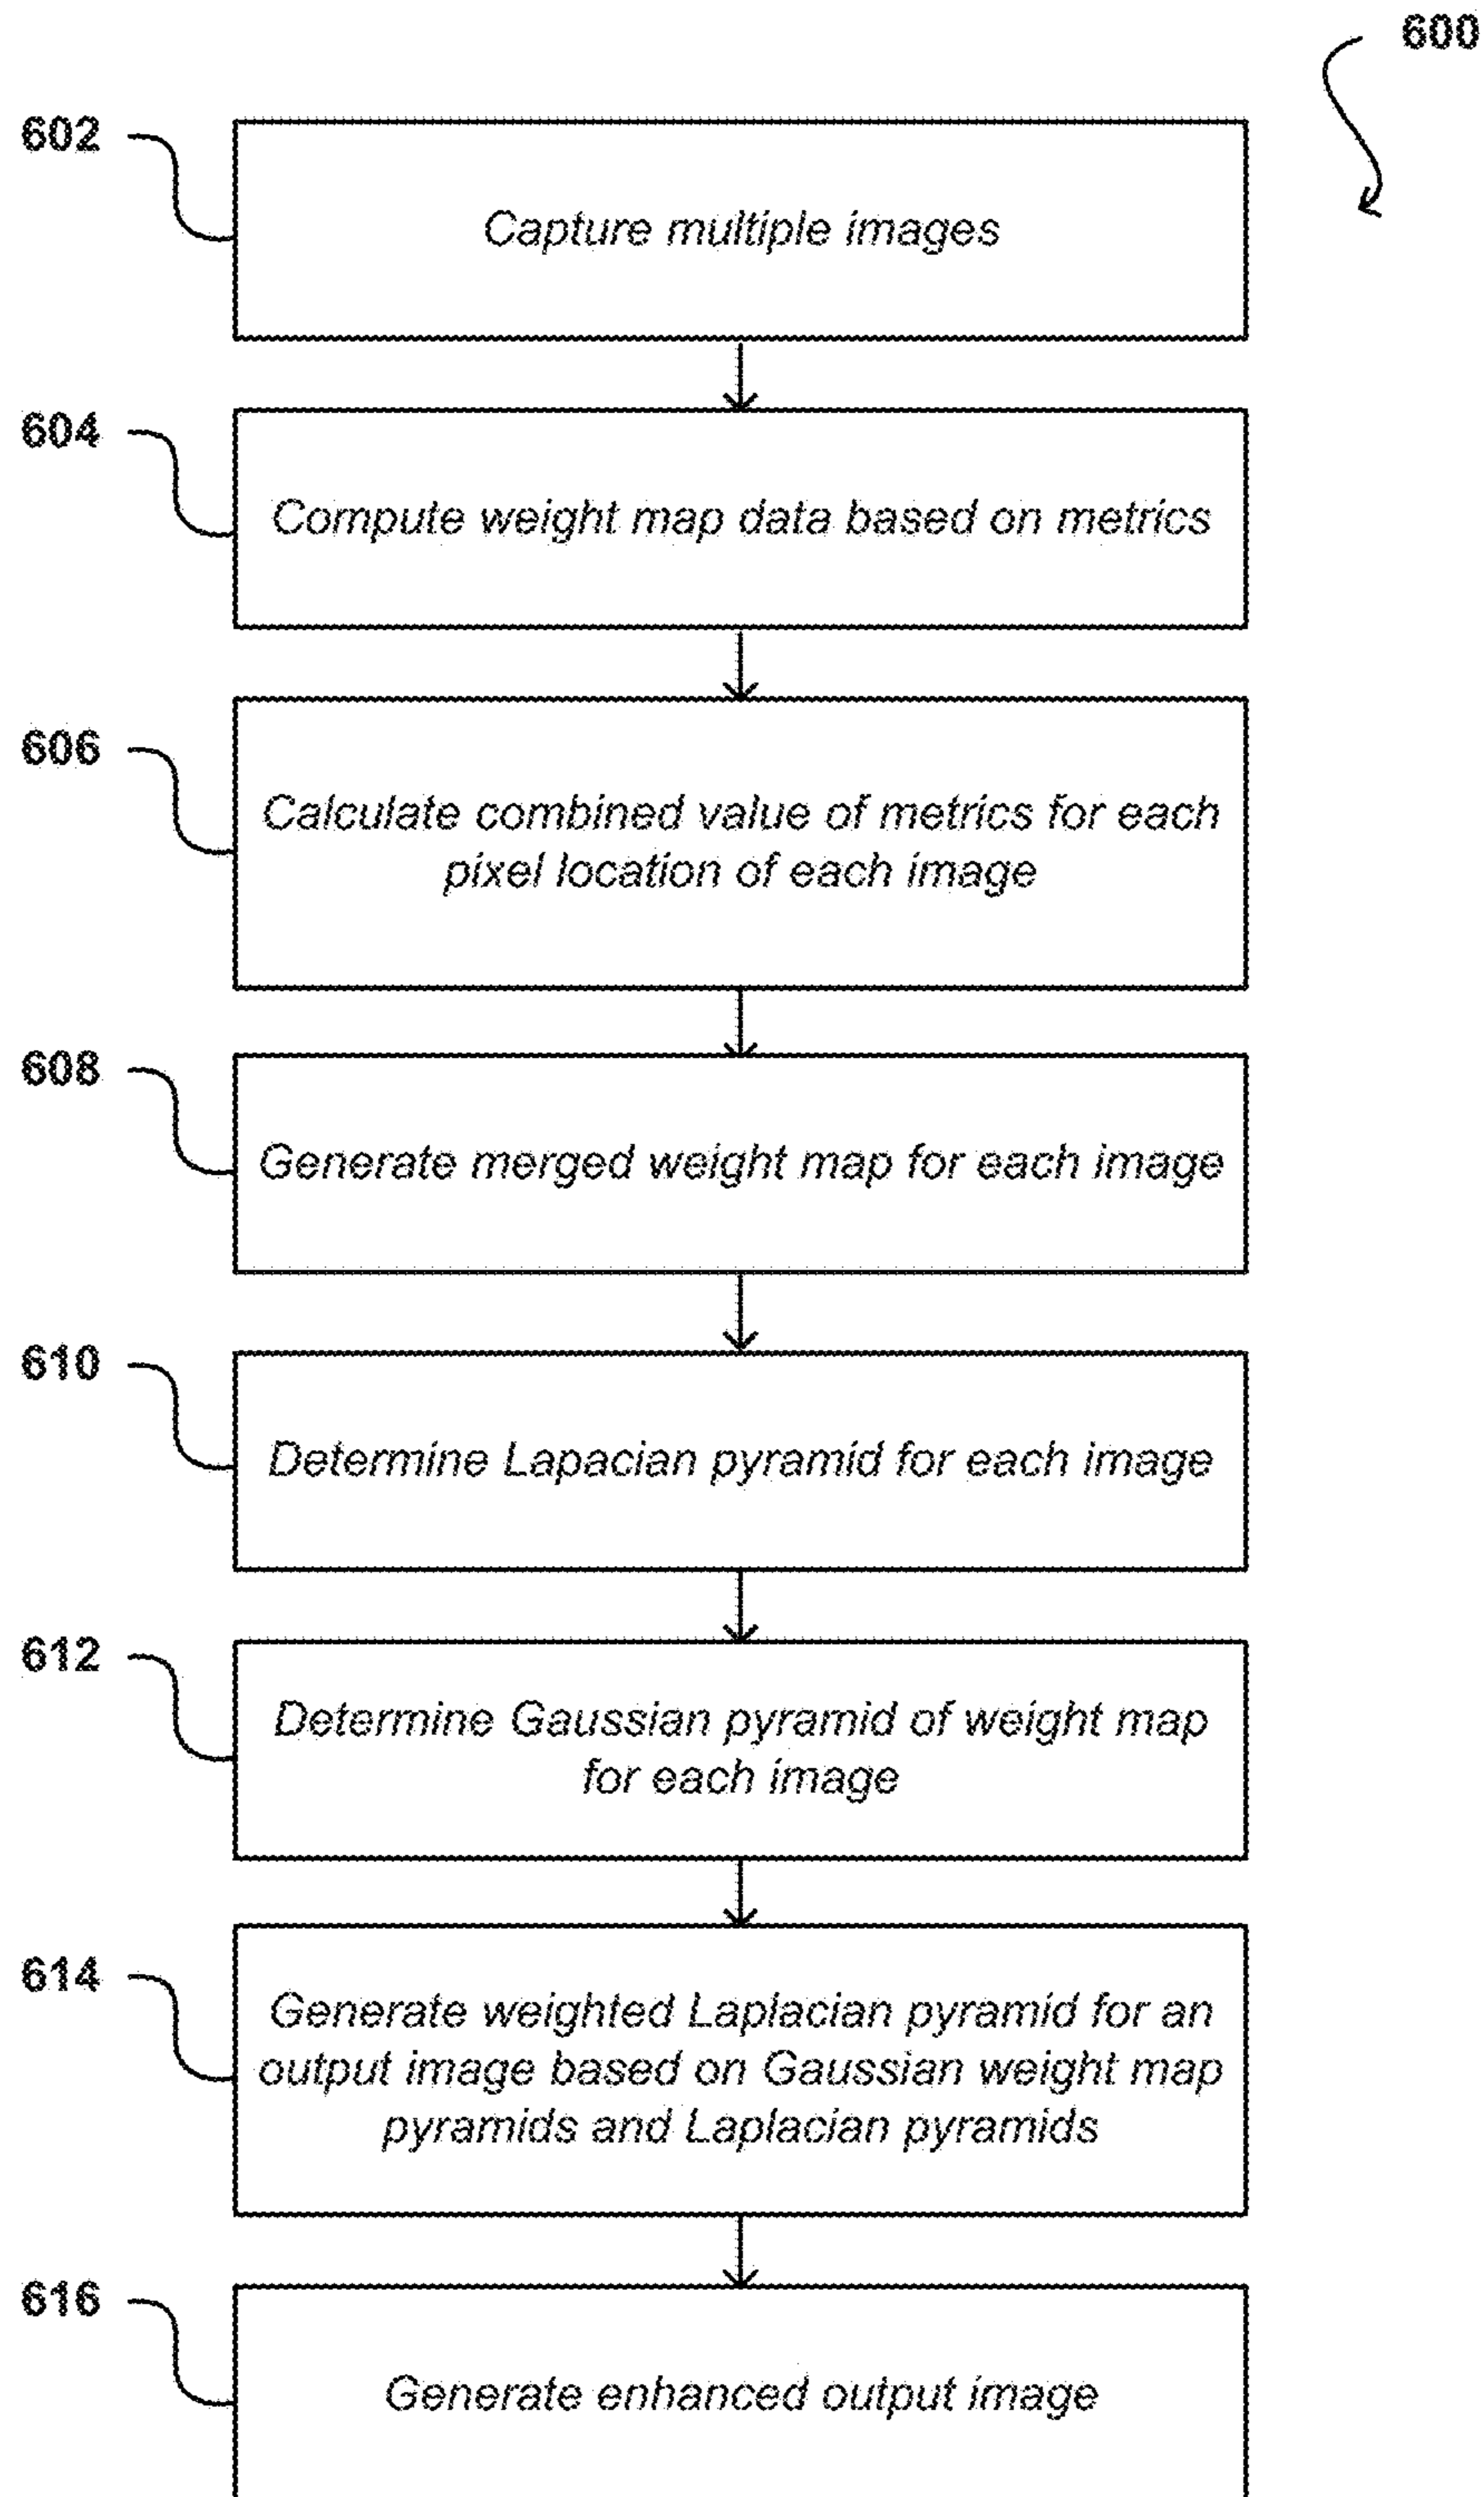 600
602
Capture multiple images
604
Compute weight map data based on metrics
606
Calculate combined value of metrics for each
pixel location of each image
608
Generate merged weight map for each image
610
Determine Lapacian pyramid for each image
612
Determine Gaussian pyramid of weight map
for each image
614
Generate weighted Laplacian pyramid for an
output image based on Gaussian weight map
pyramids and Laplacian pyramids
616
Generate enhanced output image